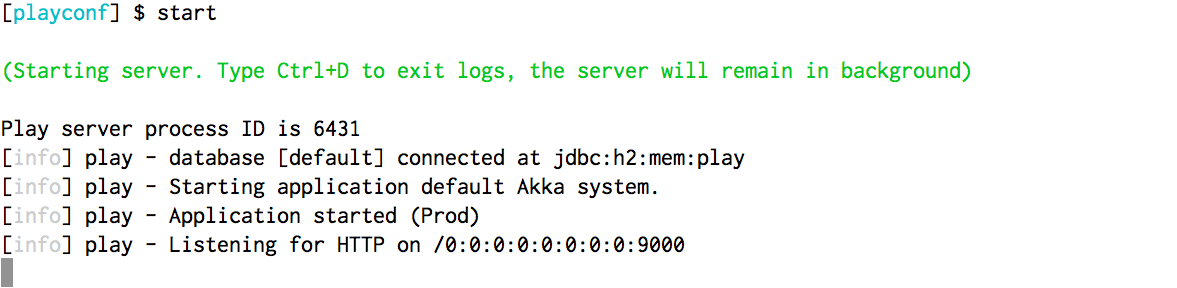 [playconf] $ start
(Starting server. Type Ctrl+D to exit logs, the server will remain in background)
Play server process ID is 6431
[info] play - database [default] connected at jdbc:h2:mem:play
[info] play - Starting application default Akka system.
[info] play - Application started (Prod)
[info] play - Listening for HTTP on /0:0:0:0:0:0:0:0:9000